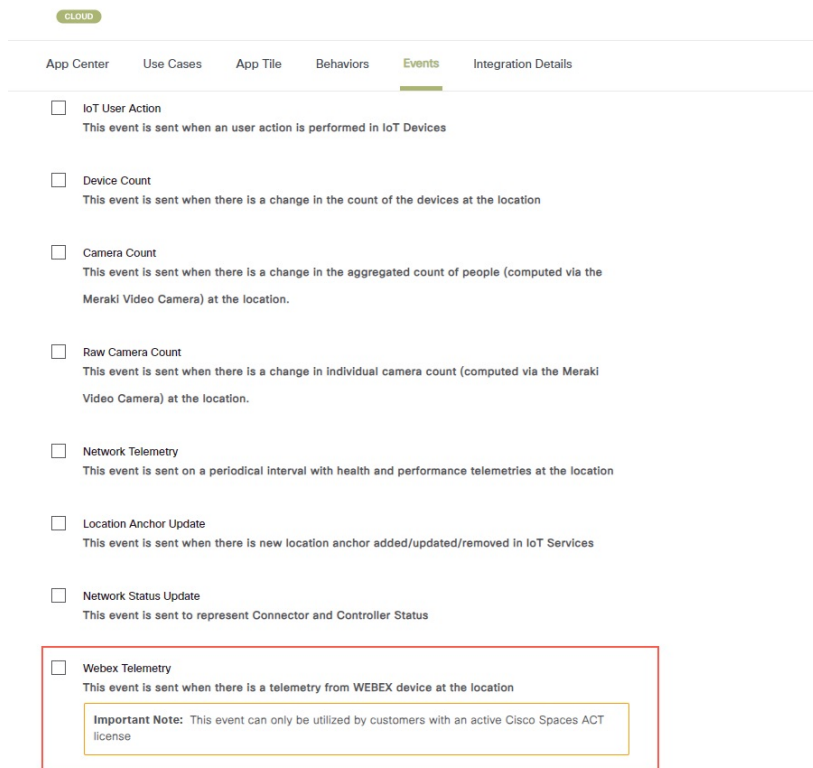 CLOUD
App Center Use Cases App Tile Behaviors Events Integration Details
IoT User Action
This event is sent when an user action is performed in IoT Devices
Device Count
This event is sent when there is a change in the count of the devices at the location
Camera Count
This event is sent when there is a change in the aggregated count of people (computed via the
Meraki Video Camera) at the location.
Raw Camera Count
This event is sent when there is a change in individual camera count (computed via the Meraki
Video Camera) at the location.
Network Telemetry
This event is sent on a periodical interval with health and performance telemetries at the location
Location Anchor Update
This event is sent when there is new location anchor added/updated/removed in IoT Services
Network Status Update
This event is sent to represent Connector and Controller Status
Webex Telemetry
This event is sent when there is a telemetry from WEBEX device at the location
Important Note: This event can only be utilized by customers with an active Cisco Spaces ACT
license